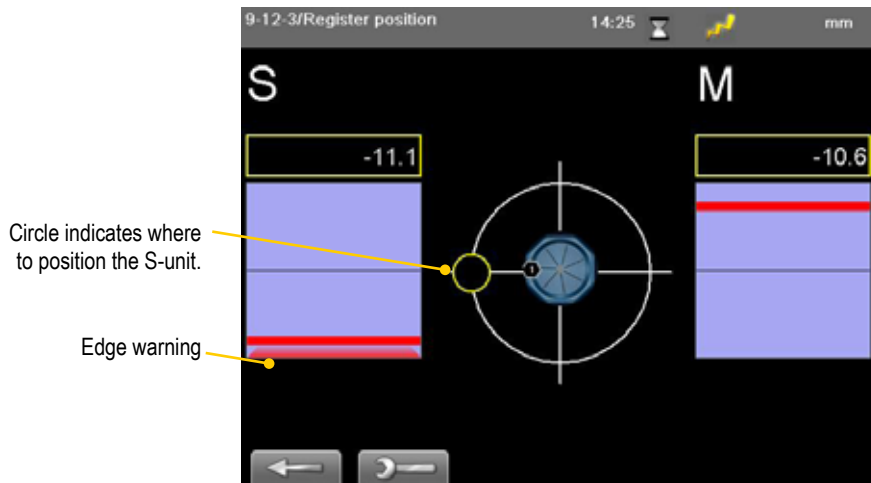 9-12-3/Register position 14:25 mm
S M
-11.1 -10.6
Circle indicates where
to position the S-unit.
1
Edge warning